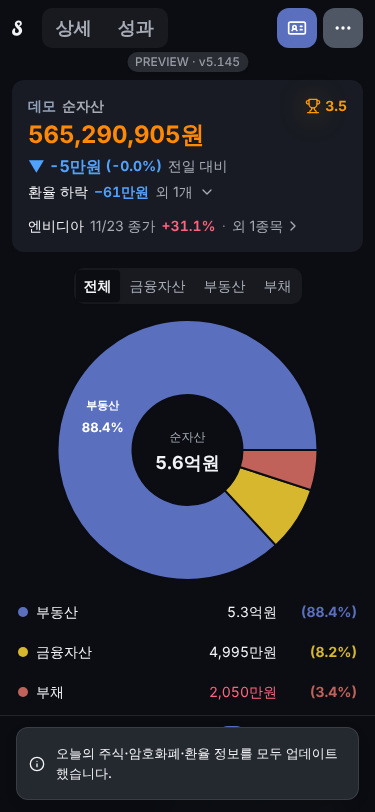 상세 성과
PREVIEW · v5.145
데모 순자산
3.5
565,290,905원
▼ -5만원 (-0.0%) 전일 대비
환율 하락 −61만원 외 1개
엔비디아 11/23 종가 +31.1% · 외 1종목
전체 금융자산 부동산 부채
부동산
88.4%
순자산
5.6억원
부동산 5.3억원 (88.4%)
금융자산 4,995만원 (8.2%)
부채 2,050만원 (3.4%)
오늘의 주식·암호화폐·환율 정보를 모두 업데이트
했습니다.